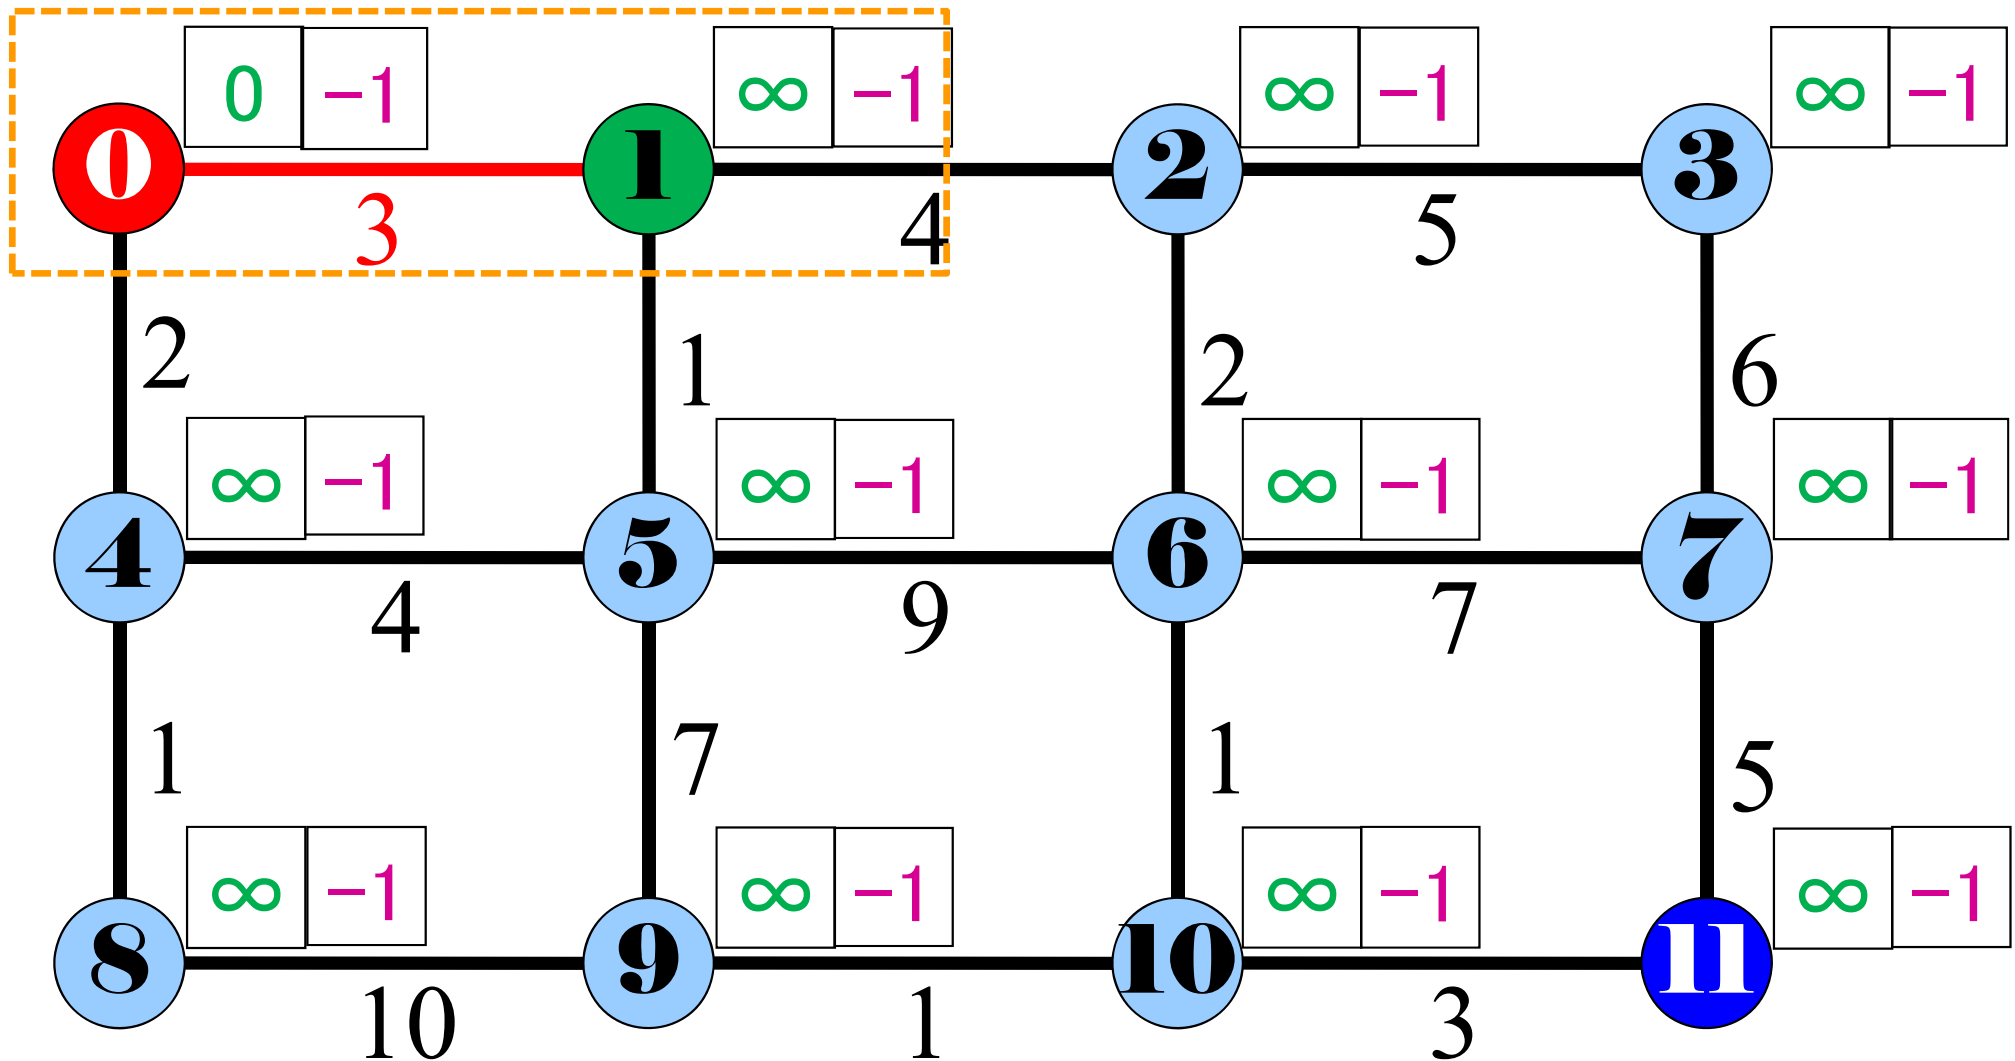 0 -1 ∞ -1 ∞ -1 ∞ -1
0 1 2 3
3 4 5
2 1 2 6
∞ -1 ∞ -1 ∞ -1 ∞ -1
4 5 6 7
4 9 7
1 7 1 5
∞ -1 ∞ -1 ∞ -1 ∞ -1
8 9 10 11
10 1 3